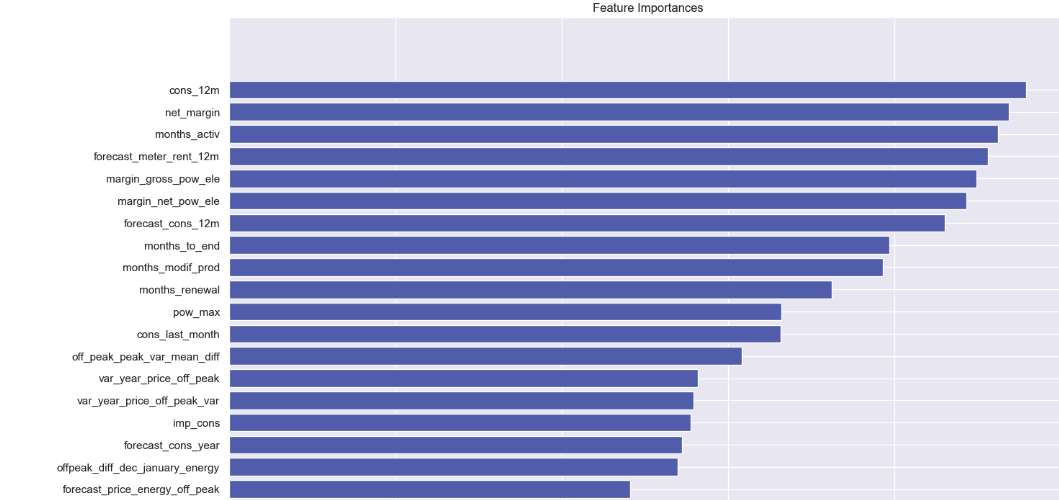 Feature Importances
cons_12m
net_margin
months_activ
forecast_meter_rent_12m
margin_gross_pow_ele
margin_net_pow_ele
forecast_cons_12m
months_to_end
months_modif_prod
months_renewal
pow_max
cons_last_month
off_peak_peak_var_mean_diff
var_year_price_off_peak
var_year_price_off_peak_var
imp_cons
forecast_cons_year
offpeak_diff_dec_january_energy
forecast_price_energy_off_peak